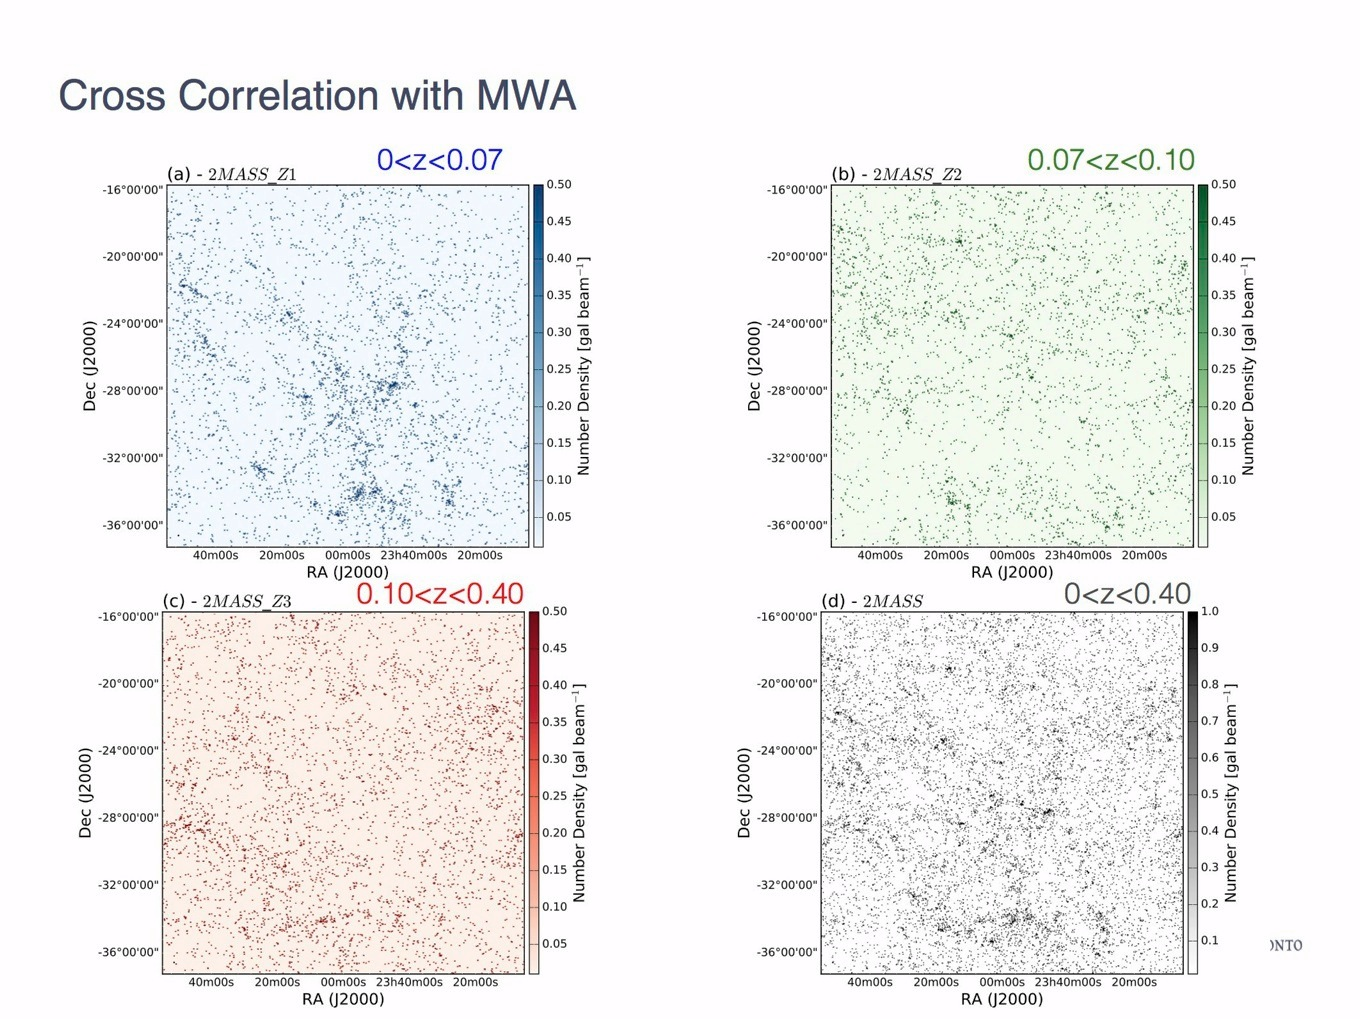 Cross Correlation with MWA
0<z<0.07
(a) - 2MASS_Z1
-16°00'00"
-20°00'00"
-24°00'00"
-28°00'00"
-32°00'00"
-36°00'00"
Dec (J2000)
40m00s 20m00s 00m00s 23h40m00s 20m00s
RA (J2000)
0.50
0.45
0.40
0.35
0.30
0.25
0.20
0.15
0.10
0.05
Number Density [gal beam⁻¹]
0.07<z<0.10
(b) - 2MASS_Z2
-16°00'00"
-20°00'00"
-24°00'00"
-28°00'00"
-32°00'00"
-36°00'00"
Dec (J2000)
40m00s 20m00s 00m00s 23h40m00s 20m00s
RA (J2000)
0.50
0.45
0.40
0.35
0.30
0.25
0.20
0.15
0.10
0.05
Number Density [gal beam⁻¹]
0.10<z<0.40
(c) - 2MASS_Z3
-16°00'00"
-20°00'00"
-24°00'00"
-28°00'00"
-32°00'00"
-36°00'00"
Dec (J2000)
40m00s 20m00s 00m00s 23h40m00s 20m00s
RA (J2000)
0.50
0.45
0.40
0.35
0.30
0.25
0.20
0.15
0.10
0.05
Number Density [gal beam⁻¹]
0<z<0.40
(d) - 2MASS
-16°00'00"
-20°00'00"
-24°00'00"
-28°00'00"
-32°00'00"
-36°00'00"
Dec (J2000)
40m00s 20m00s 00m00s 23h40m00s 20m00s
RA (J2000)
1.0
0.9
0.8
0.7
0.6
0.5
0.4
0.3
0.2
0.1
Number Density [gal beam⁻¹]